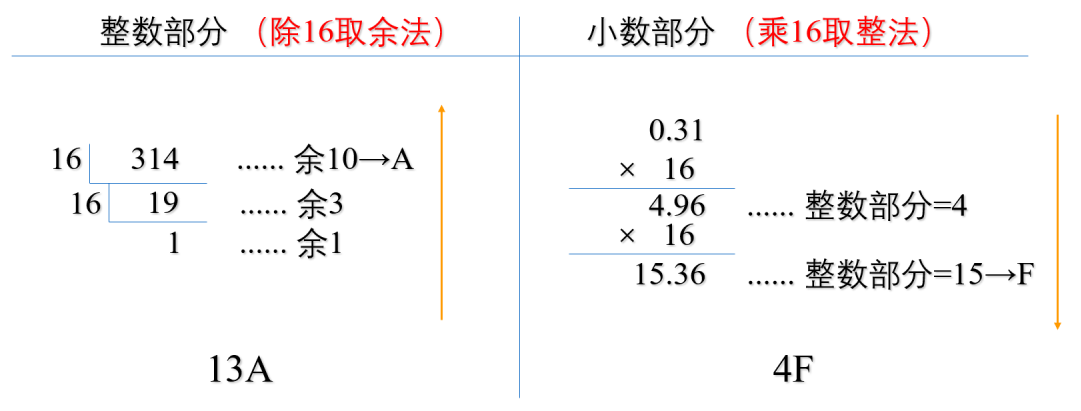 整数部分（除16取余法）
16 314 ...... 余10→A
16 19 ...... 余3
1 ...... 余1
13A
小数部分（乘16取整法）
0.31
× 16
4.96 ...... 整数部分=4
× 16
15.36 ...... 整数部分=15→F
4F